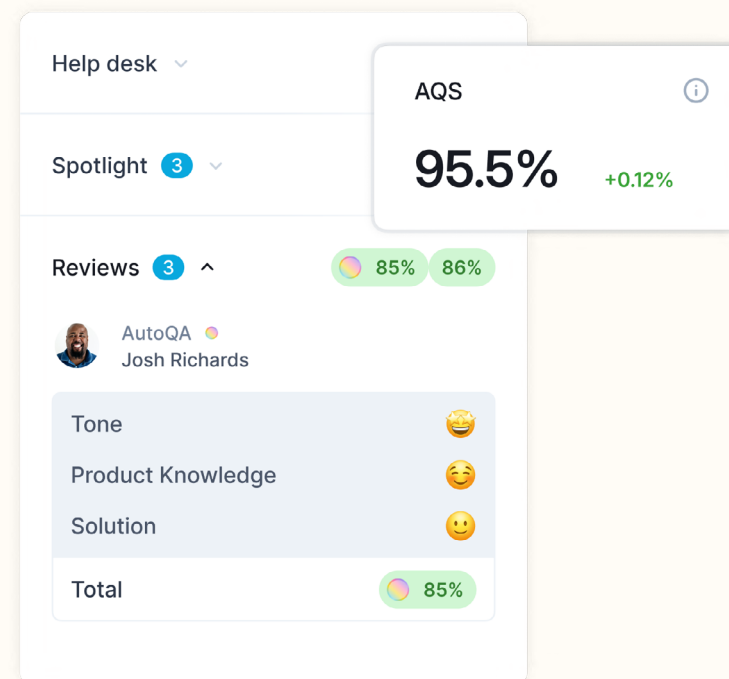 Help desk
AQS
95.5% +0.12%
Spotlight 3
Reviews 3 85% 86%
AutoQA
Josh Richards
Tone
Product Knowledge
Solution
Total 85%